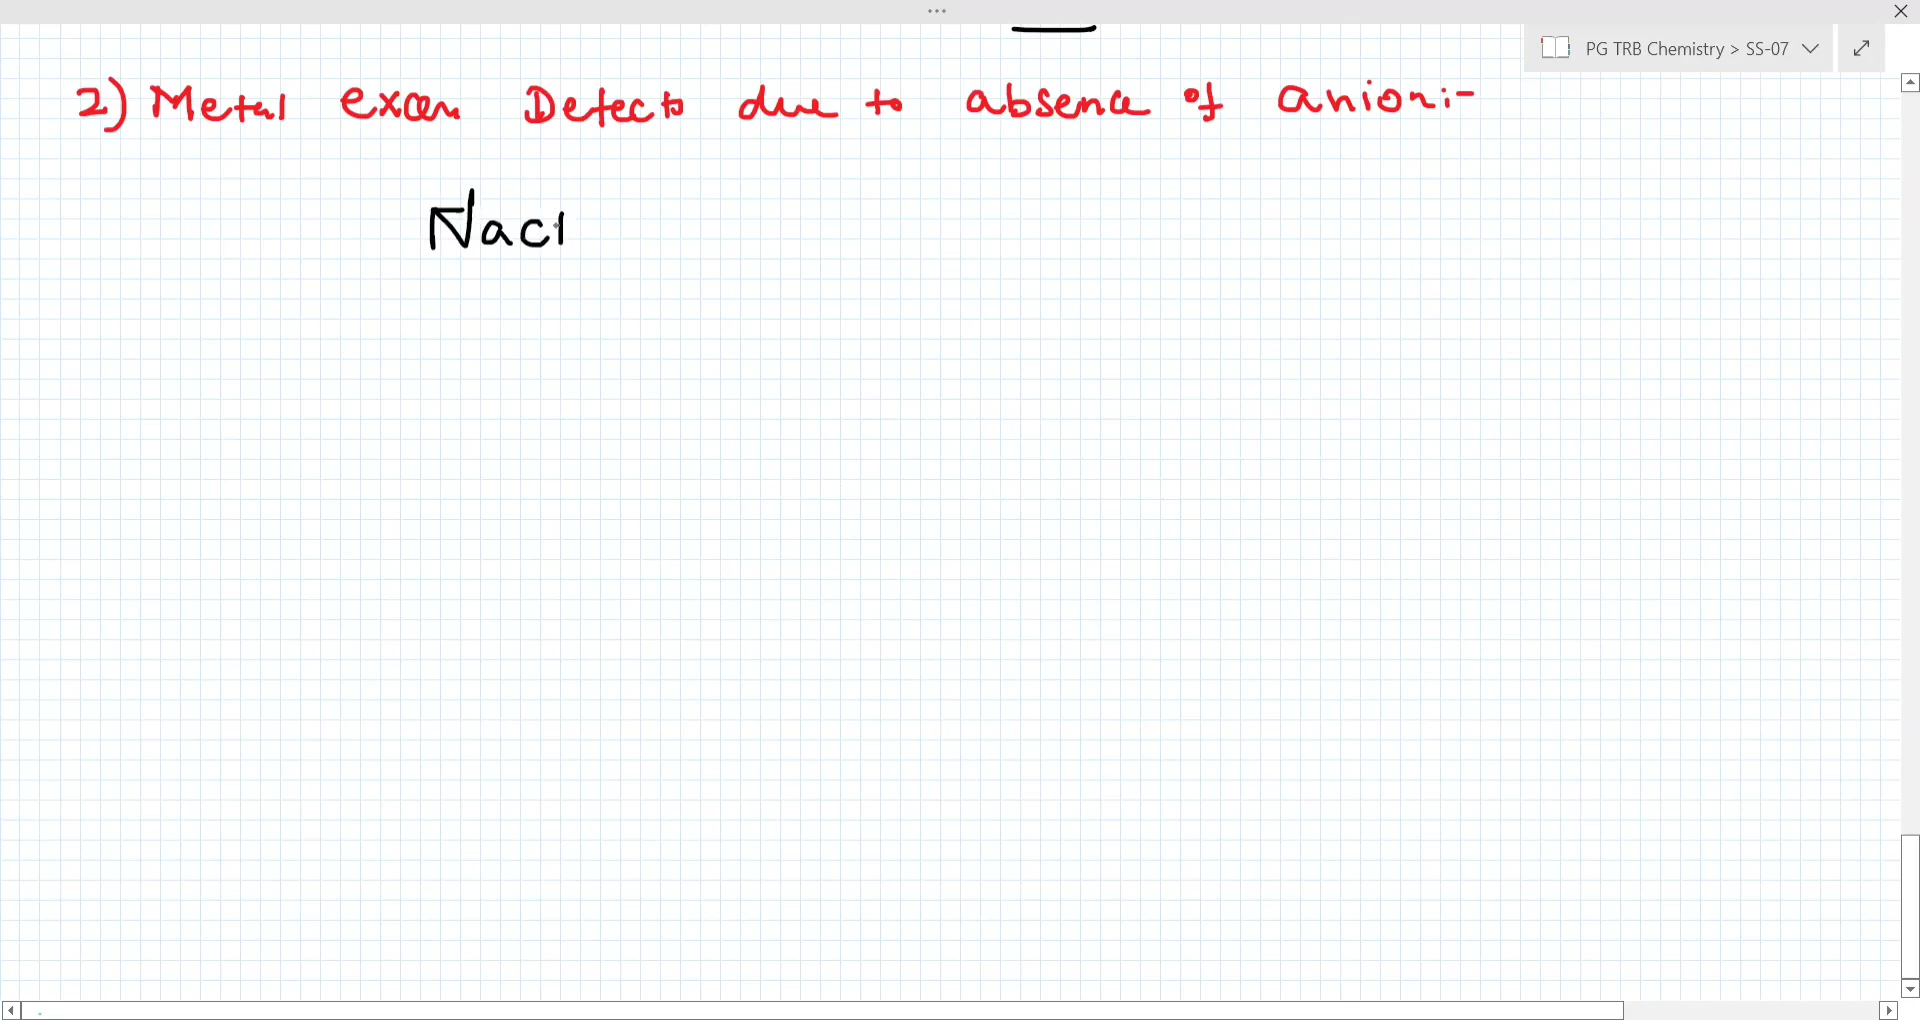 PG TRB Chemistry > SS-07
2) Metal excess Defects due to absence of anion:-
NaCl